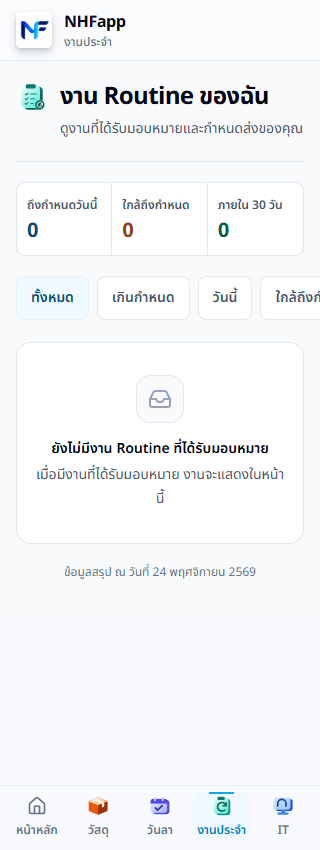 NHFapp
งานประจำ
งาน Routine ของฉัน
ดูงานที่ได้รับมอบหมายและกำหนดส่งของคุณ
ถึงกำหนดวันนี้ ใกล้ถึงกำหนด ภายใน 30 วัน
0 0 0
ทั้งหมด เกินกำหนด วันนี้ ใกล้ถึงก
ยังไม่มีงาน Routine ที่ได้รับมอบหมาย
เมื่อมีงานที่ได้รับมอบหมาย งานจะแสดงในหน้า
นี้
ข้อมูลสรุป ณ วันที่ 24 พฤศจิกายน 2569
หน้าหลัก วัสดุ วันลา งานประจำ IT